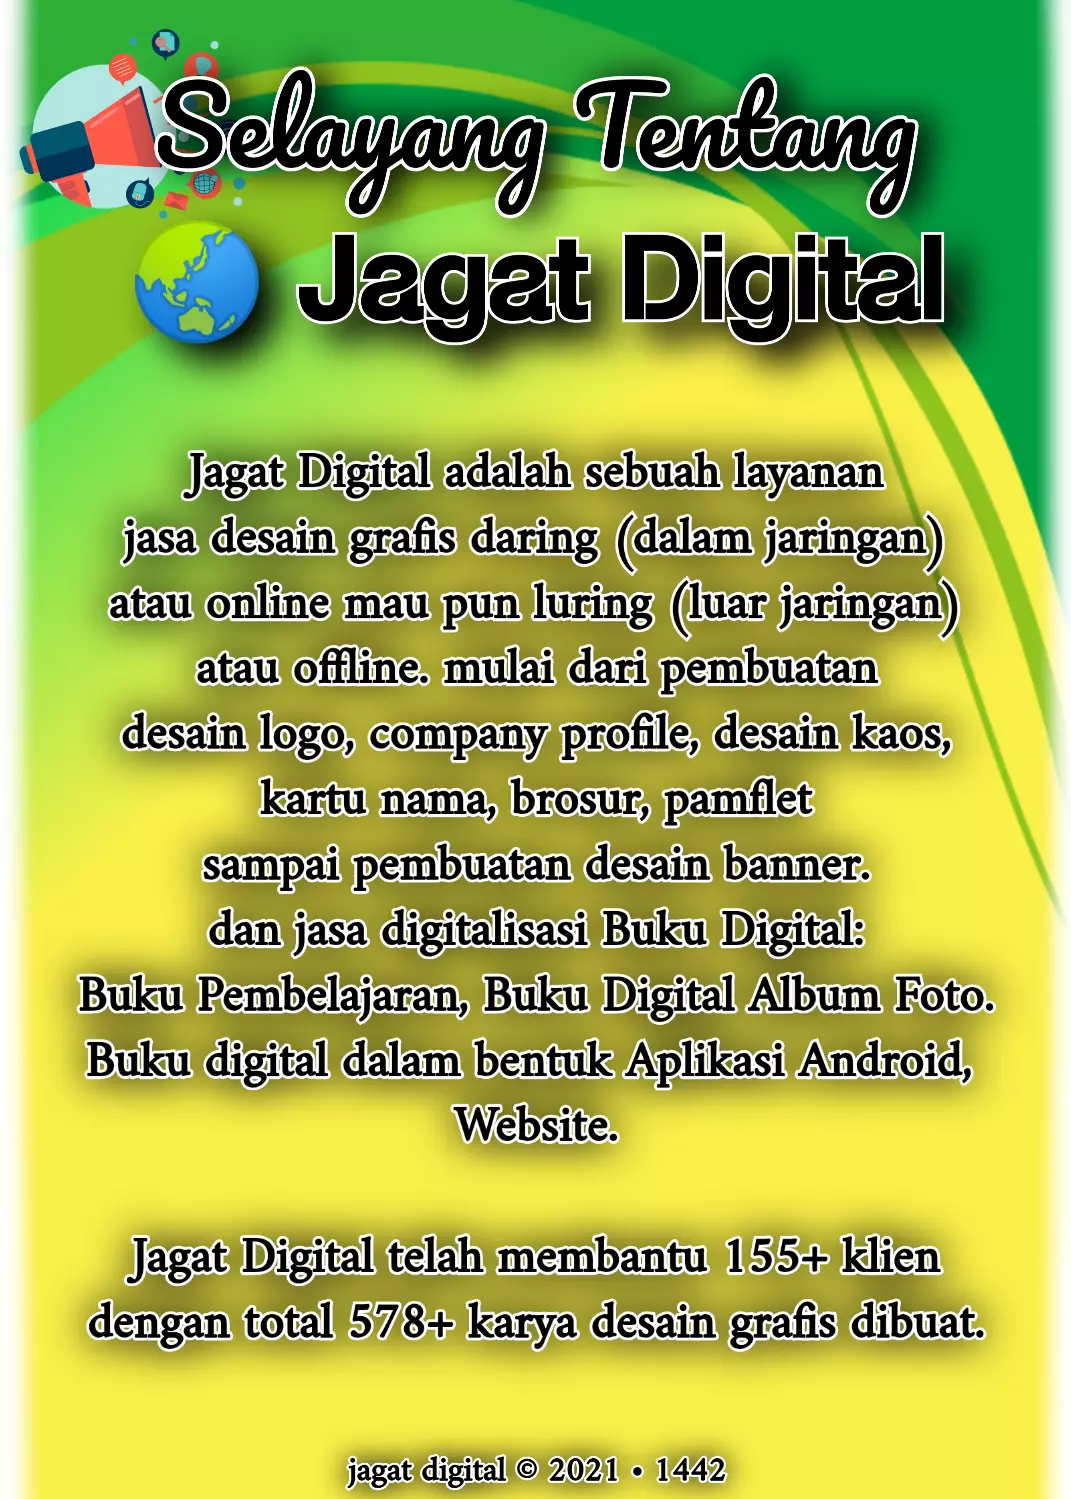 Selayang Tentang
Jagat Digital
Jagat Digital adalah sebuah layanan
jasa desain grafis daring (dalam jaringan)
atau online mau pun luring (luar jaringan)
atau offline. mulai dari pembuatan
desain logo, company profile, desain kaos,
kartu nama, brosur, pamflet
sampai pembuatan desain banner.
dan jasa digitalisasi Buku Digital:
Buku Pembelajaran, Buku Digital Album Foto.
Buku digital dalam bentuk Aplikasi Android,
Website.
Jagat Digital telah membantu 155+ klien
dengan total 578+ karya desain grafis dibuat.
jagat digital © 2021 • 1442